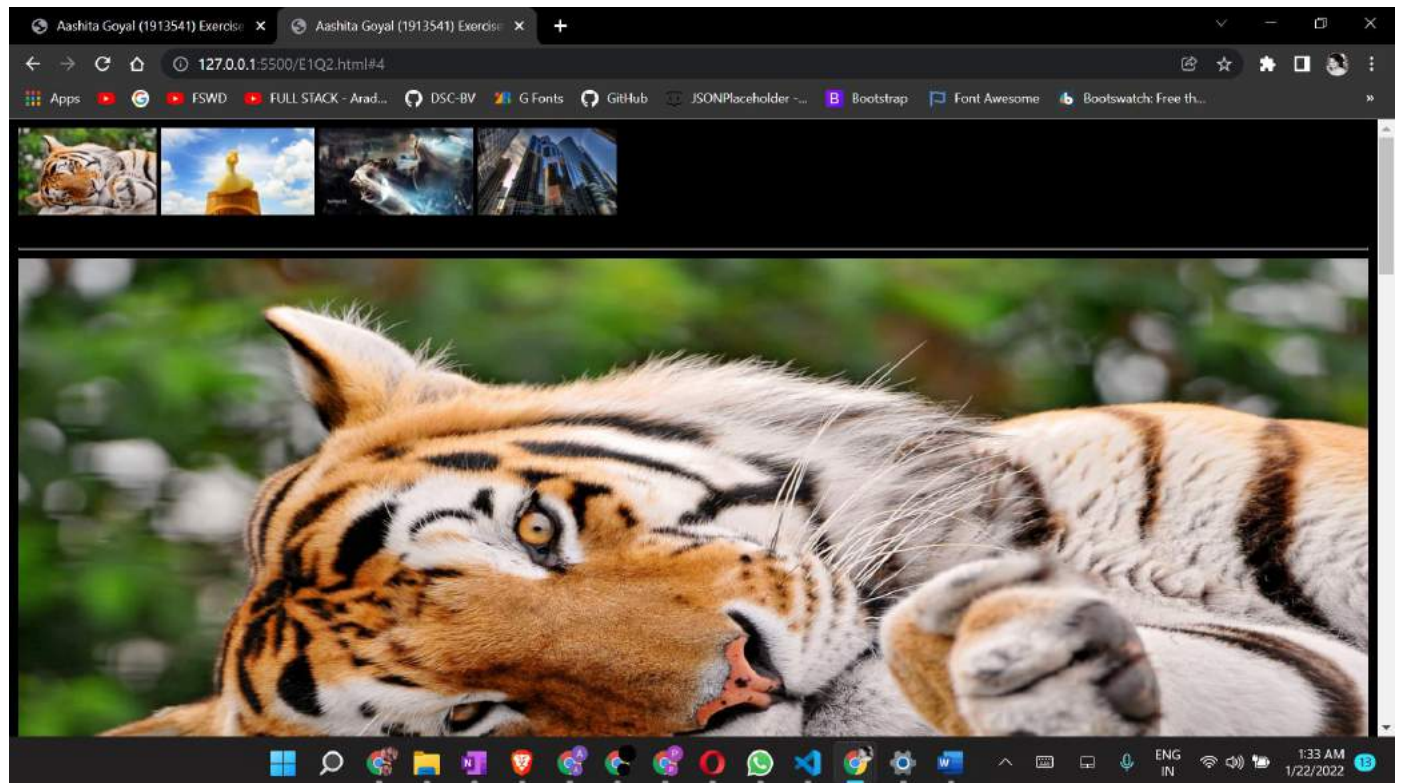 Aashita Goyal (1913541) Exercise
Aashita Goyal (1913541) Exercise
127.0.0.1:5500/E1Q2.html#4
Apps
FSWD
FULL STACK - Arad...
DSC-BV
G Fonts
GitHub
JSONPlaceholder -...
B Bootstrap
Font Awesome
b Bootswatch: Free th...
»
ENG
IN
1:33 AM
1/22/2022
13